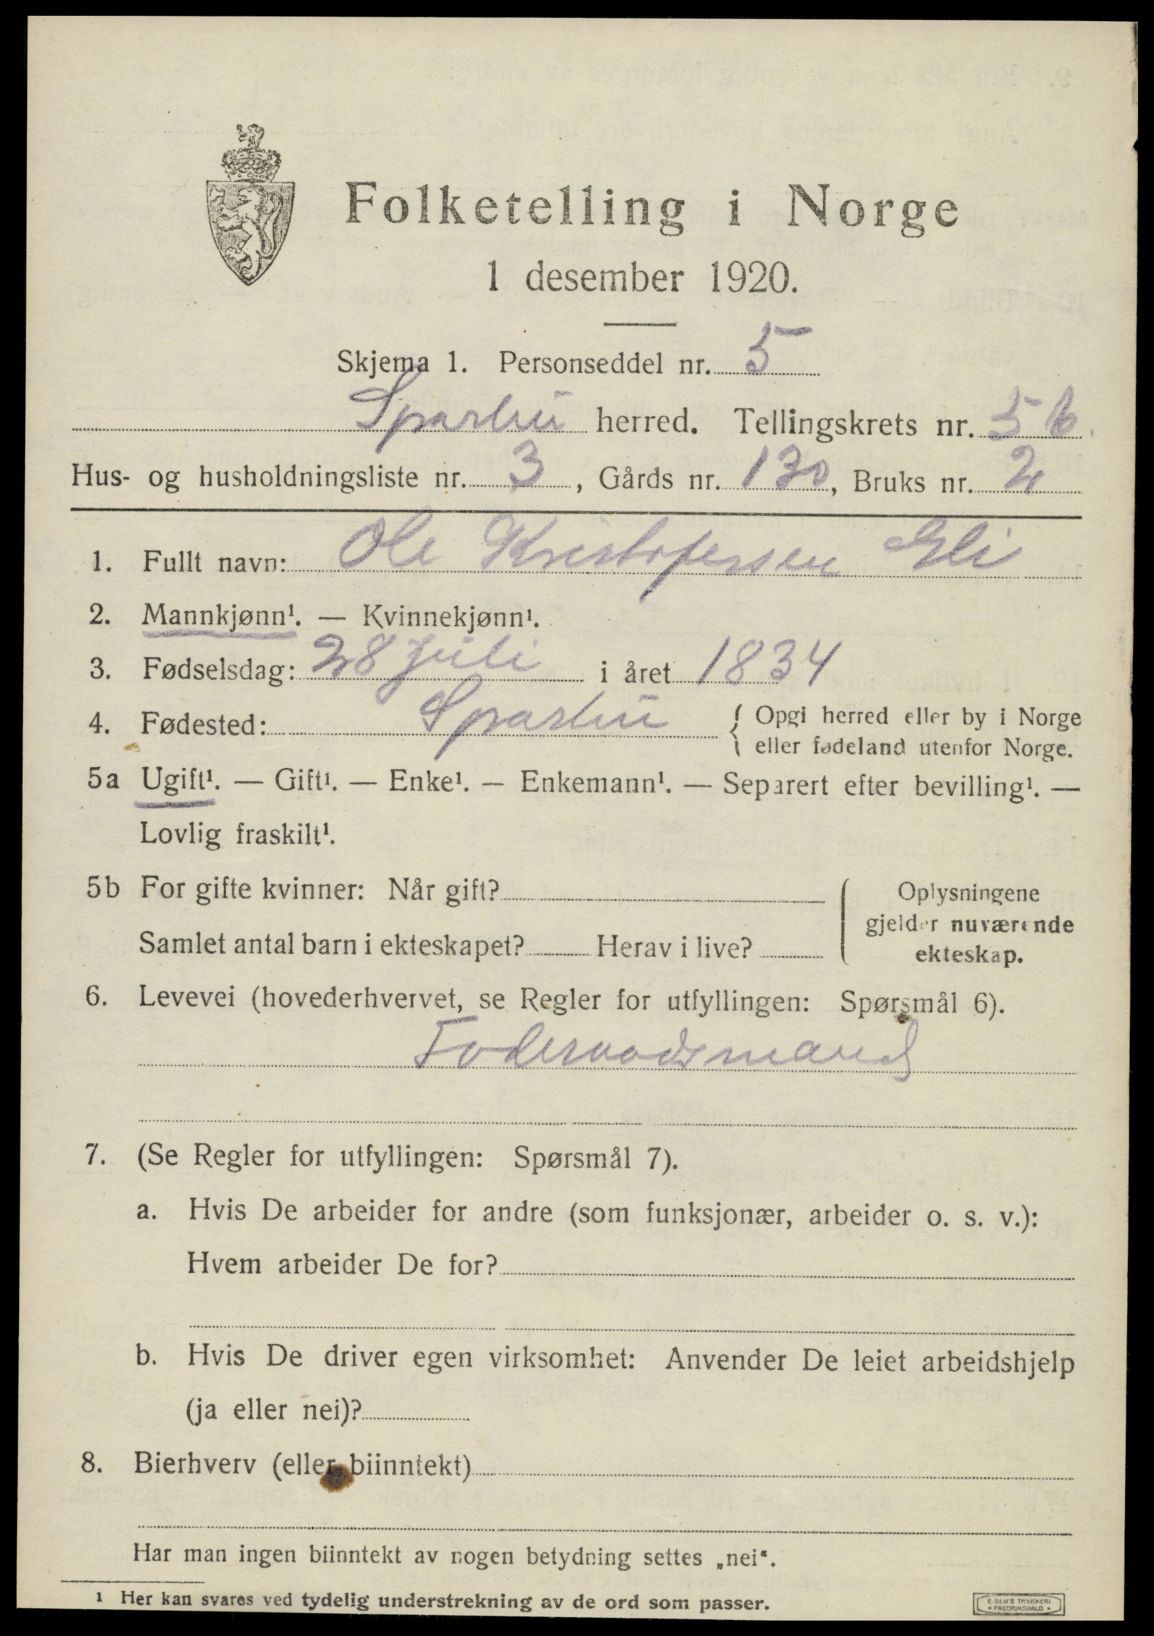 Folketelling i Norge
1 desember 1920.
Skjema 1. Personseddel nr. 5
Sparbu herred. Tellingskrets nr. 5 b
Hus- og husholdningsliste nr. 3, Gårds nr. 130, Bruks nr. 2
1. Fullt navn: Ole Kristofersen Eli
2. Mannkjønn¹. — Kvinnekjønn¹.
3. Fødselsdag: 28 Juli i året 1834
4. Fødested: Sparbu { Opgi herred eller by i Norge
eller fødeland utenfor Norge.
5a Ugift¹. — Gift¹. — Enke¹. — Enkemann¹. — Separert efter bevilling¹. —
Lovlig fraskilt¹.
5b For gifte kvinner: Når gift?
Samlet antal barn i ekteskapet? Herav i live?
Oplysningene
gjelder nuværende
ekteskap.
6. Levevei (hovederhvervet, se Regler for utfyllingen: Spørsmål 6).
Foderaadsmand
7. (Se Regler for utfyllingen: Spørsmål 7).
a. Hvis De arbeider for andre (som funksjonær, arbeider o. s. v.):
Hvem arbeider De for?
b. Hvis De driver egen virksomhet: Anvender De leiet arbeidshjelp
(ja eller nei)?
8. Bierhverv (eller biinntekt)
Har man ingen biinntekt av nogen betydning settes „nei“.
1 Her kan svares ved tydelig understrekning av de ord som passer.
E. SEM'S TRYKKERI
• FREDRIKSHALD •